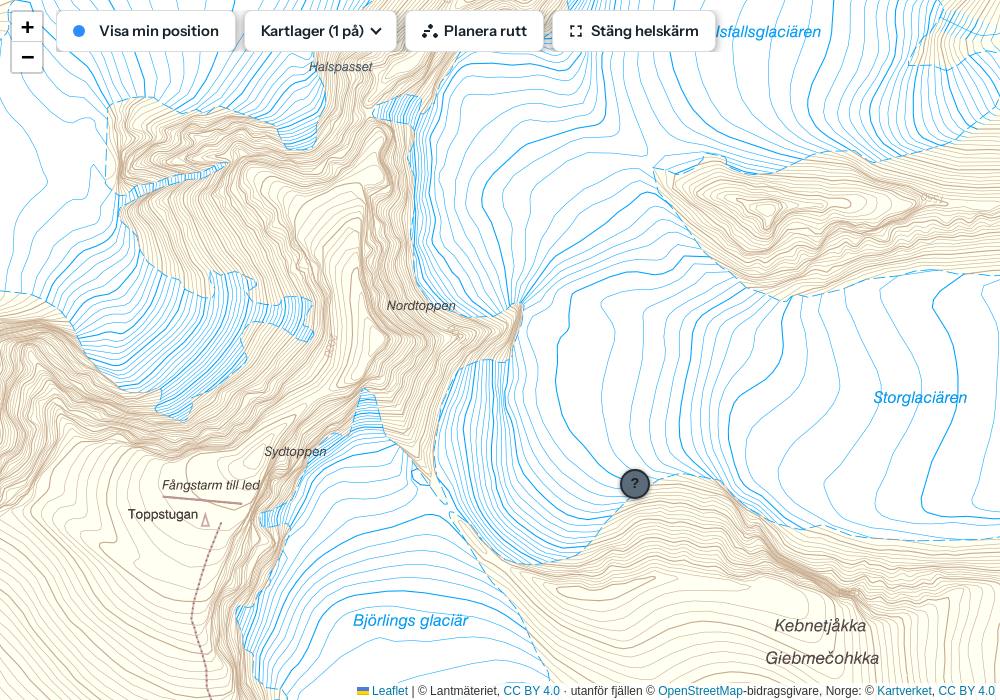 +
−
Visa min position
Kartlager (1 på)
Planera rutt
Stäng helskärm
Isfallsglaciären
Halspasset
Nordtoppen
Storglaciären
Sydtoppen
Fångstarm till led
Toppstugan
?
Björlings glaciär
Kebnetjåkka
Giebmečohkka
Leaflet | © Lantmäteriet, CC BY 4.0 · utanför fjällen © OpenStreetMap-bidragsgivare, Norge: © Kartverket, CC BY 4.0